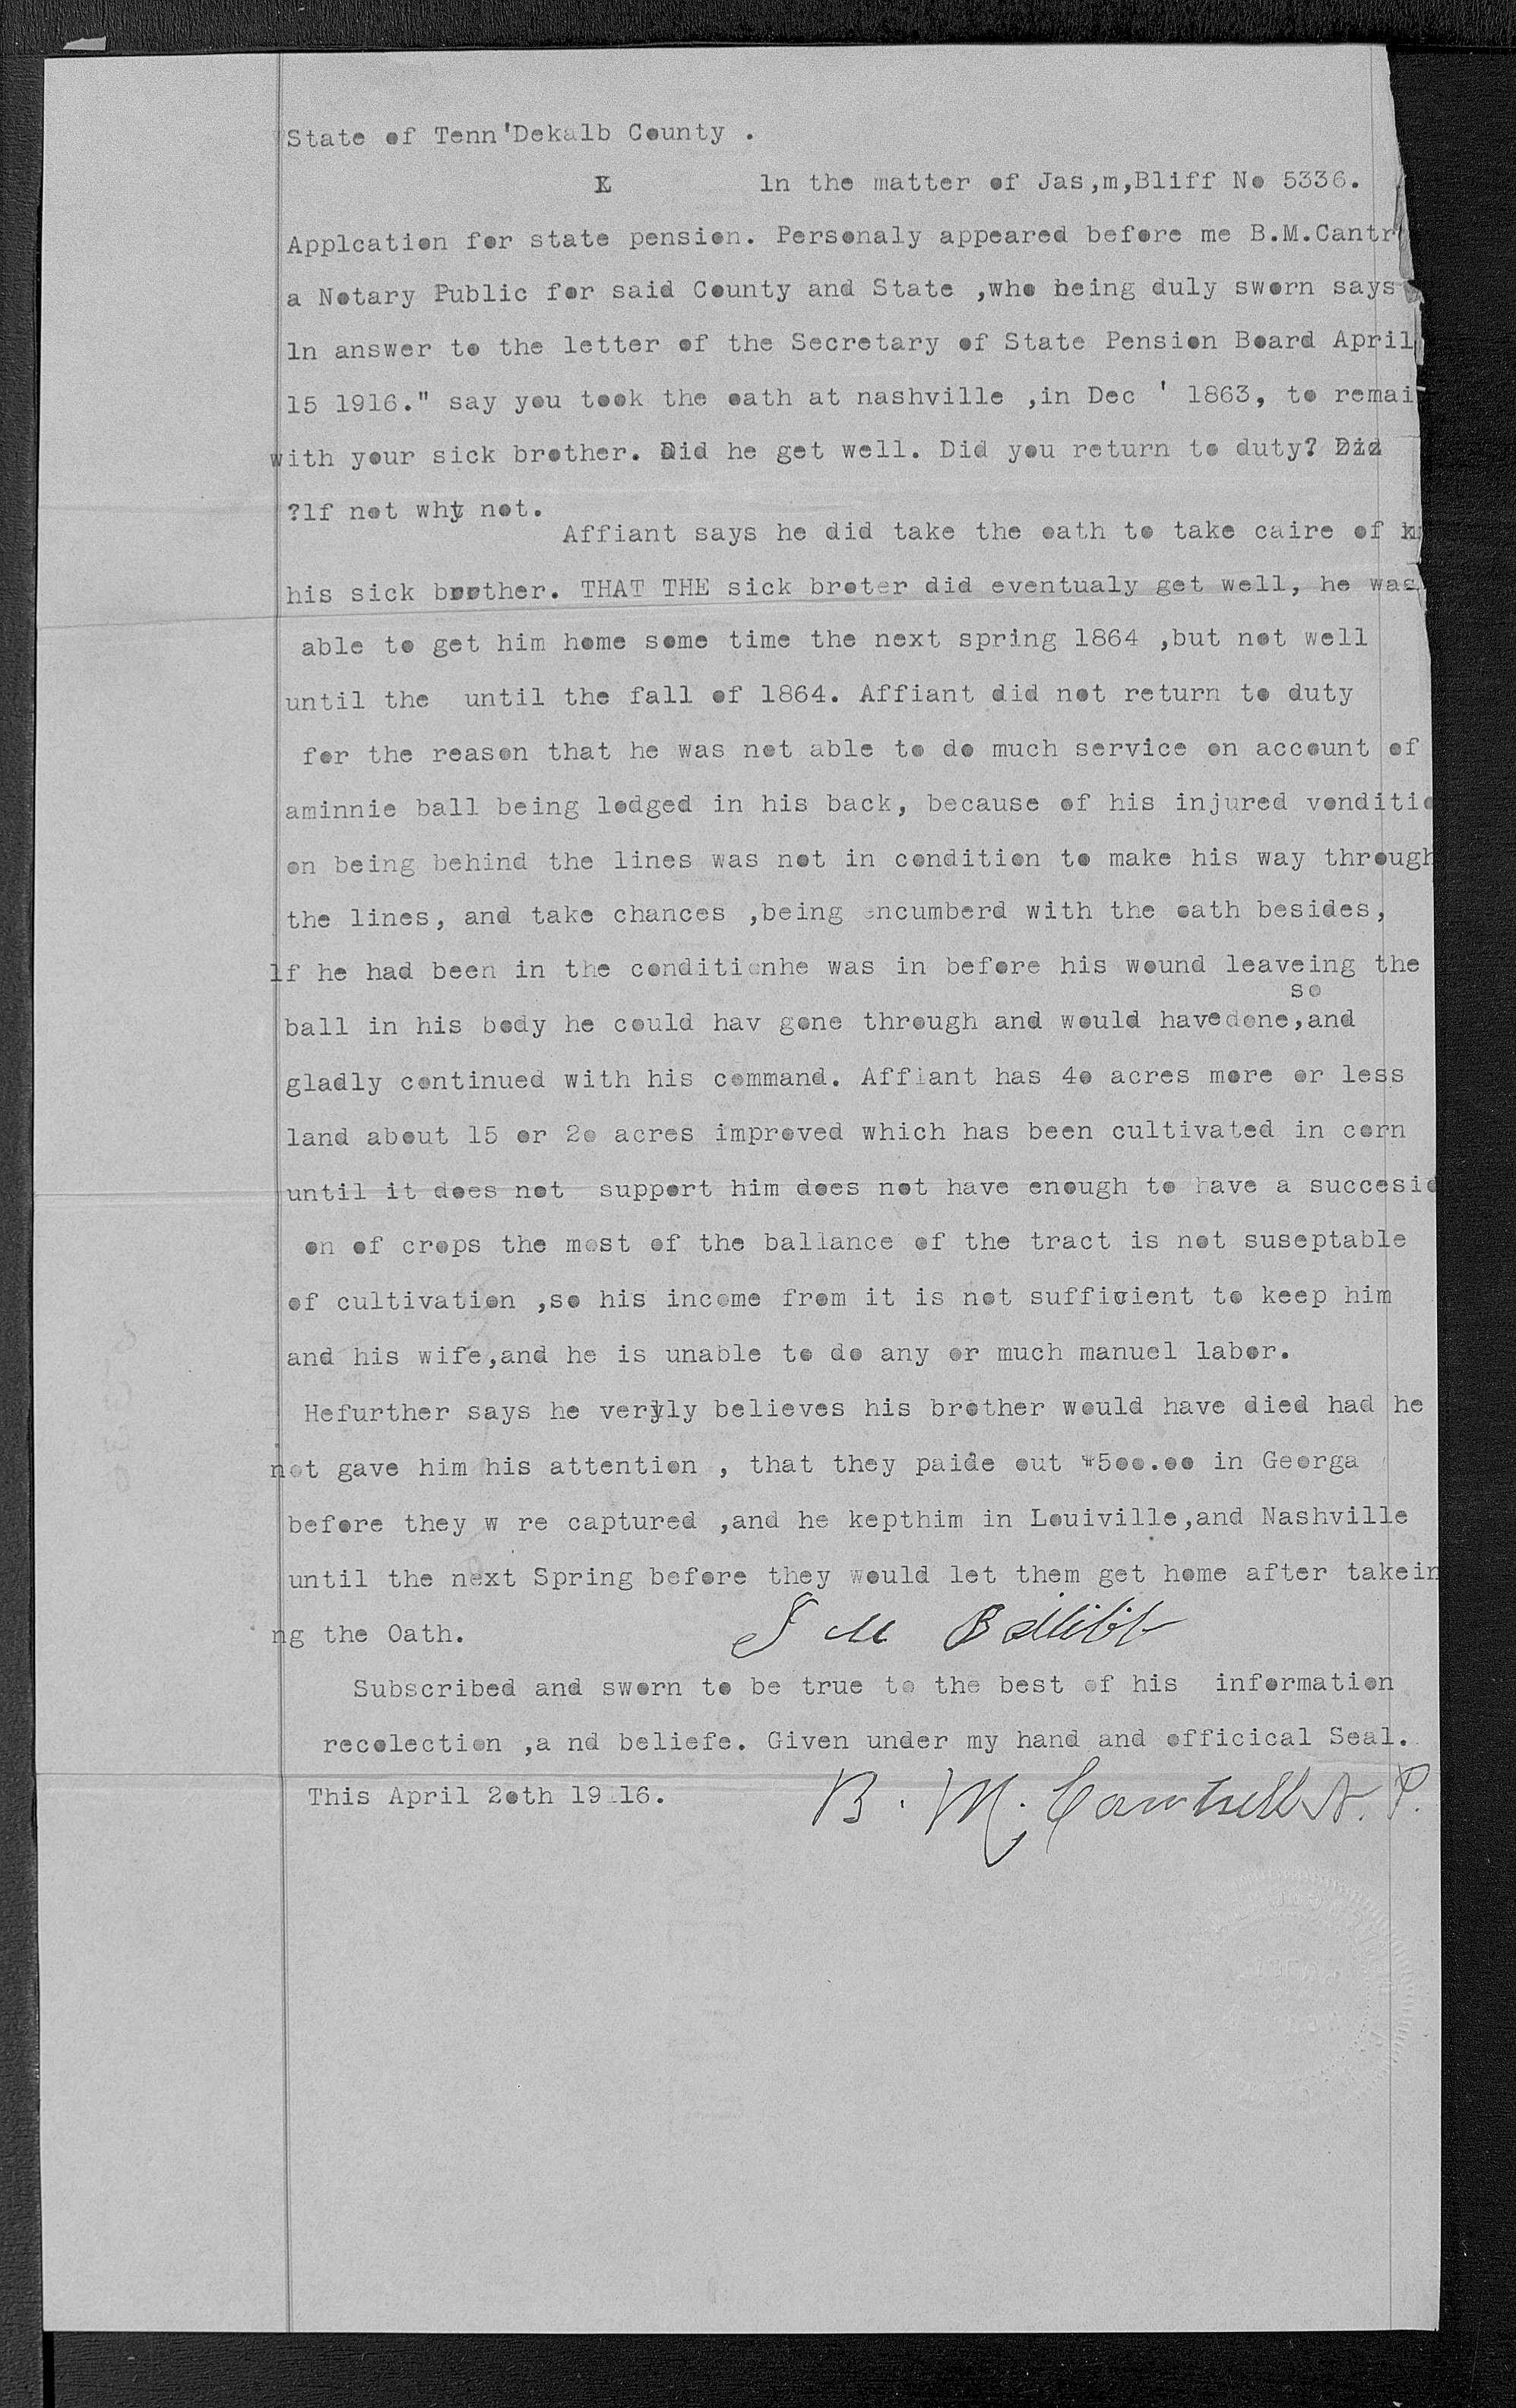 State of Tenn'Dekalb County .
ln the matter of Jas,m,Bliff No 5336.
Applcation for state pension. Personaly appeared before me B.M.Cantr
a Notary Public for said County and State ,who being duly sworn says
ln answer to the letter of the Secretary of State Pension Board April
15 1916." say you took the oath at nashville ,in Dec ' 1863, to remai
with your sick brother. Did he get well. Did you return to duty? Did
?lf not why not.
Affiant says he did take the oath to take caire of
his sick brother. THAT THE sick broter did eventualy get well, he was
able to get him home some time the next spring 1864 ,but not well
until the until the fall of 1864. Affiant did not return to duty
for the reason that he was not able to do much service on account of
aminnie ball being lodged in his back, because of his injured venditio
on being behind the lines was not in condition to make his way through
the lines, and take chances ,being encumberd with the oath besides,
lf he had been in the conditionhe was in before his wound leaveing the
so
ball in his body he could hav gone through and would havedone,and
gladly continued with his command. Affiant has 4o acres more or less
land about 15 or 2o acres improved which has been cultivated in corn
until it does not support him does not have enough to have a succesio
on of crops the most of the ballance of the tract is not suseptable
of cultivation ,so his income from it is not sufficient to keep him
and his wife,and he is unable to do any or much manuel labor.
Hefurther says he veryly believes his brother would have died had he
not gave him his attention , that they paide out *5oo.oo in Georga
before they w re captured ,and he kepthim in Louiville,and Nashville
until the next Spring before they would let them get home after takein
ng the Oath.
J M B
Subscribed and sworn to be true to the best of his information
recolection ,a nd beliefe. Given under my hand and officical Seal.
This April 2oth 19 16.
B. M. Cantrell N. P.